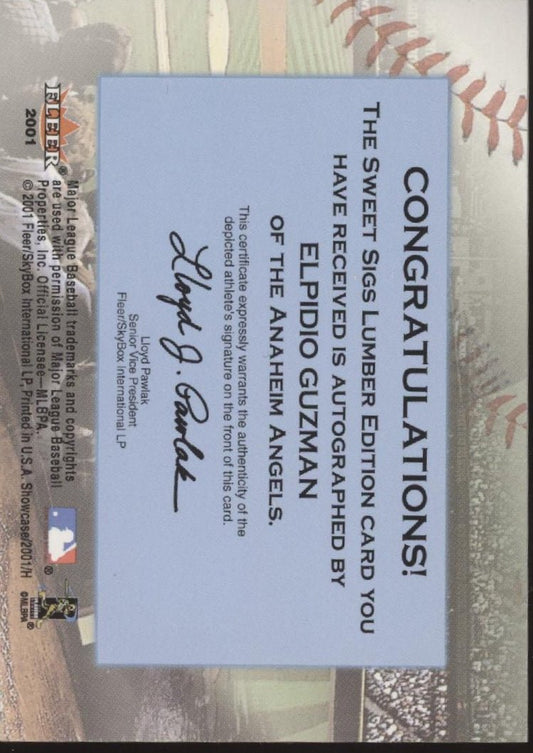 CONGRATULATIONS!
THE SWEET SIGS LUMBER EDITION CARD YOU
HAVE RECEIVED IS AUTOGRAPHED BY
ELPIDIO GUZMAN
OF THE ANAHEIM ANGELS.
This certificate expressly warrants the authenticity of the
depicted athlete's signature on the front of this card.
Lloyd J. Pawlak
Lloyd Pawlak
Senior Vice President
Fleer/SkyBox International LP
FLEER®
2001
Major League Baseball trademarks and copyrights
are used with permission of Major League Baseball
Properties, Inc. Official Licensee—MLBPA.
© 2001 Fleer/SkyBox International LP, Printed in U.S.A. Showcase/2001/H
®
®
©MLBPA